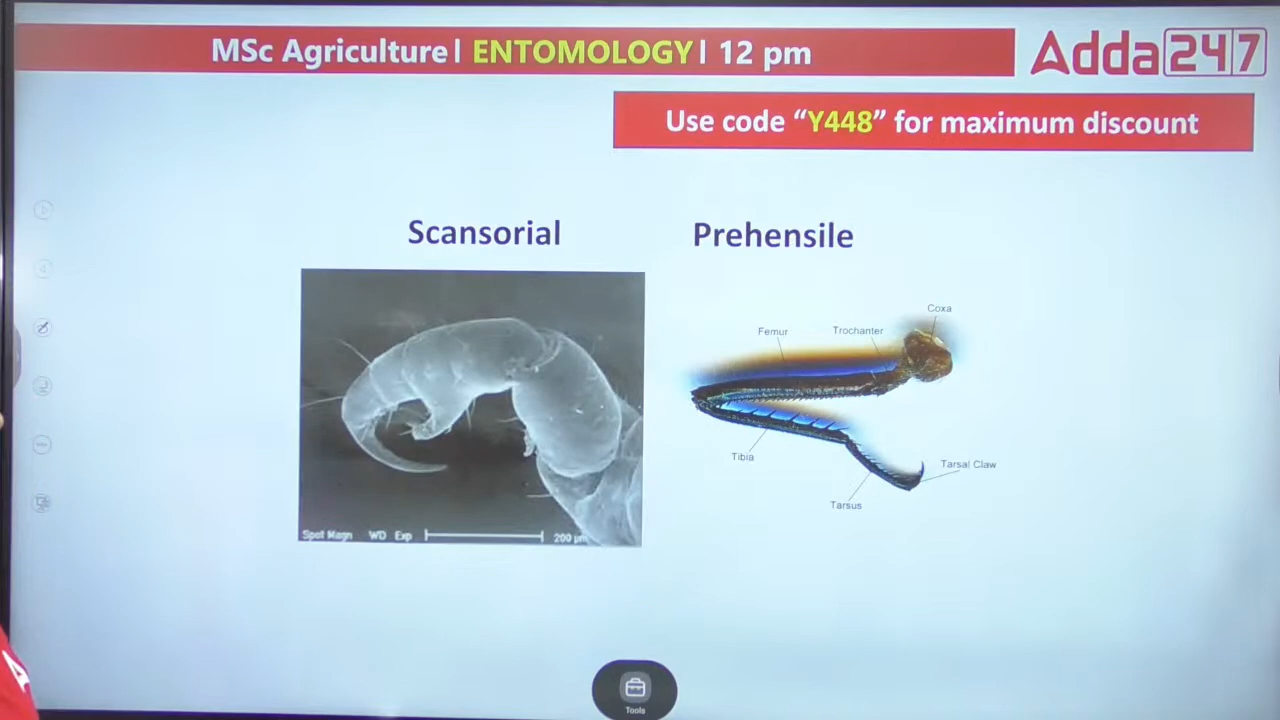 MSc Agriculture| ENTOMOLOGY| 12 pm
Adda247
Use code “Y448” for maximum discount
Scansorial
Prehensile
Coxa
Femur
Trochanter
Tibia
Tarsal Claw
Tarsus
Spot Magn WD Exp 200 µm
Tools